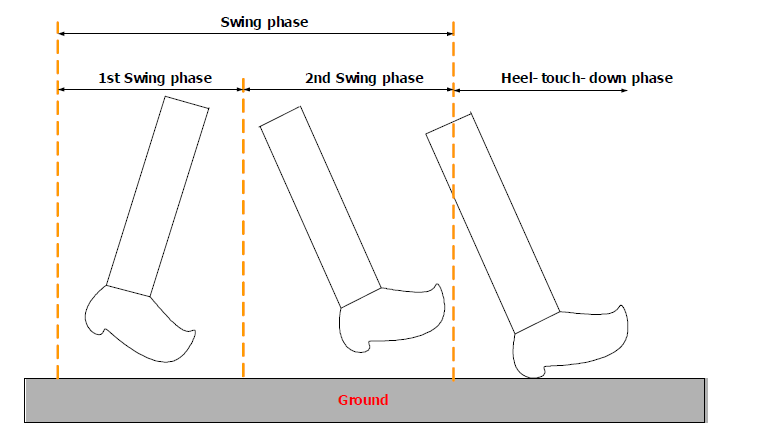 Swing phase
1st Swing phase
2nd Swing phase
Heel-touch-down phase
Ground